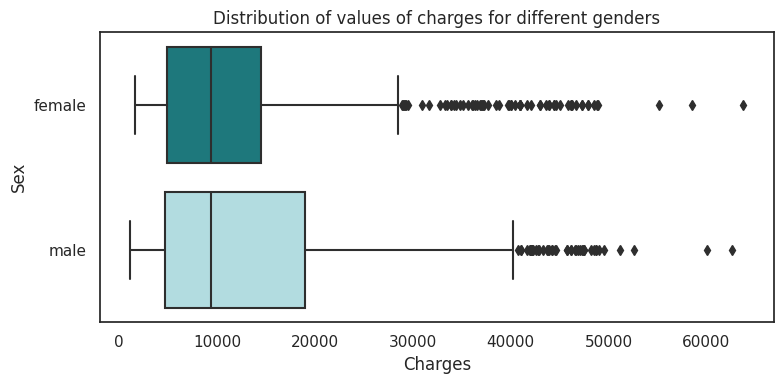 Distribution of values of charges for different genders
female
male
Sex
0 10000 20000 30000 40000 50000 60000
Charges